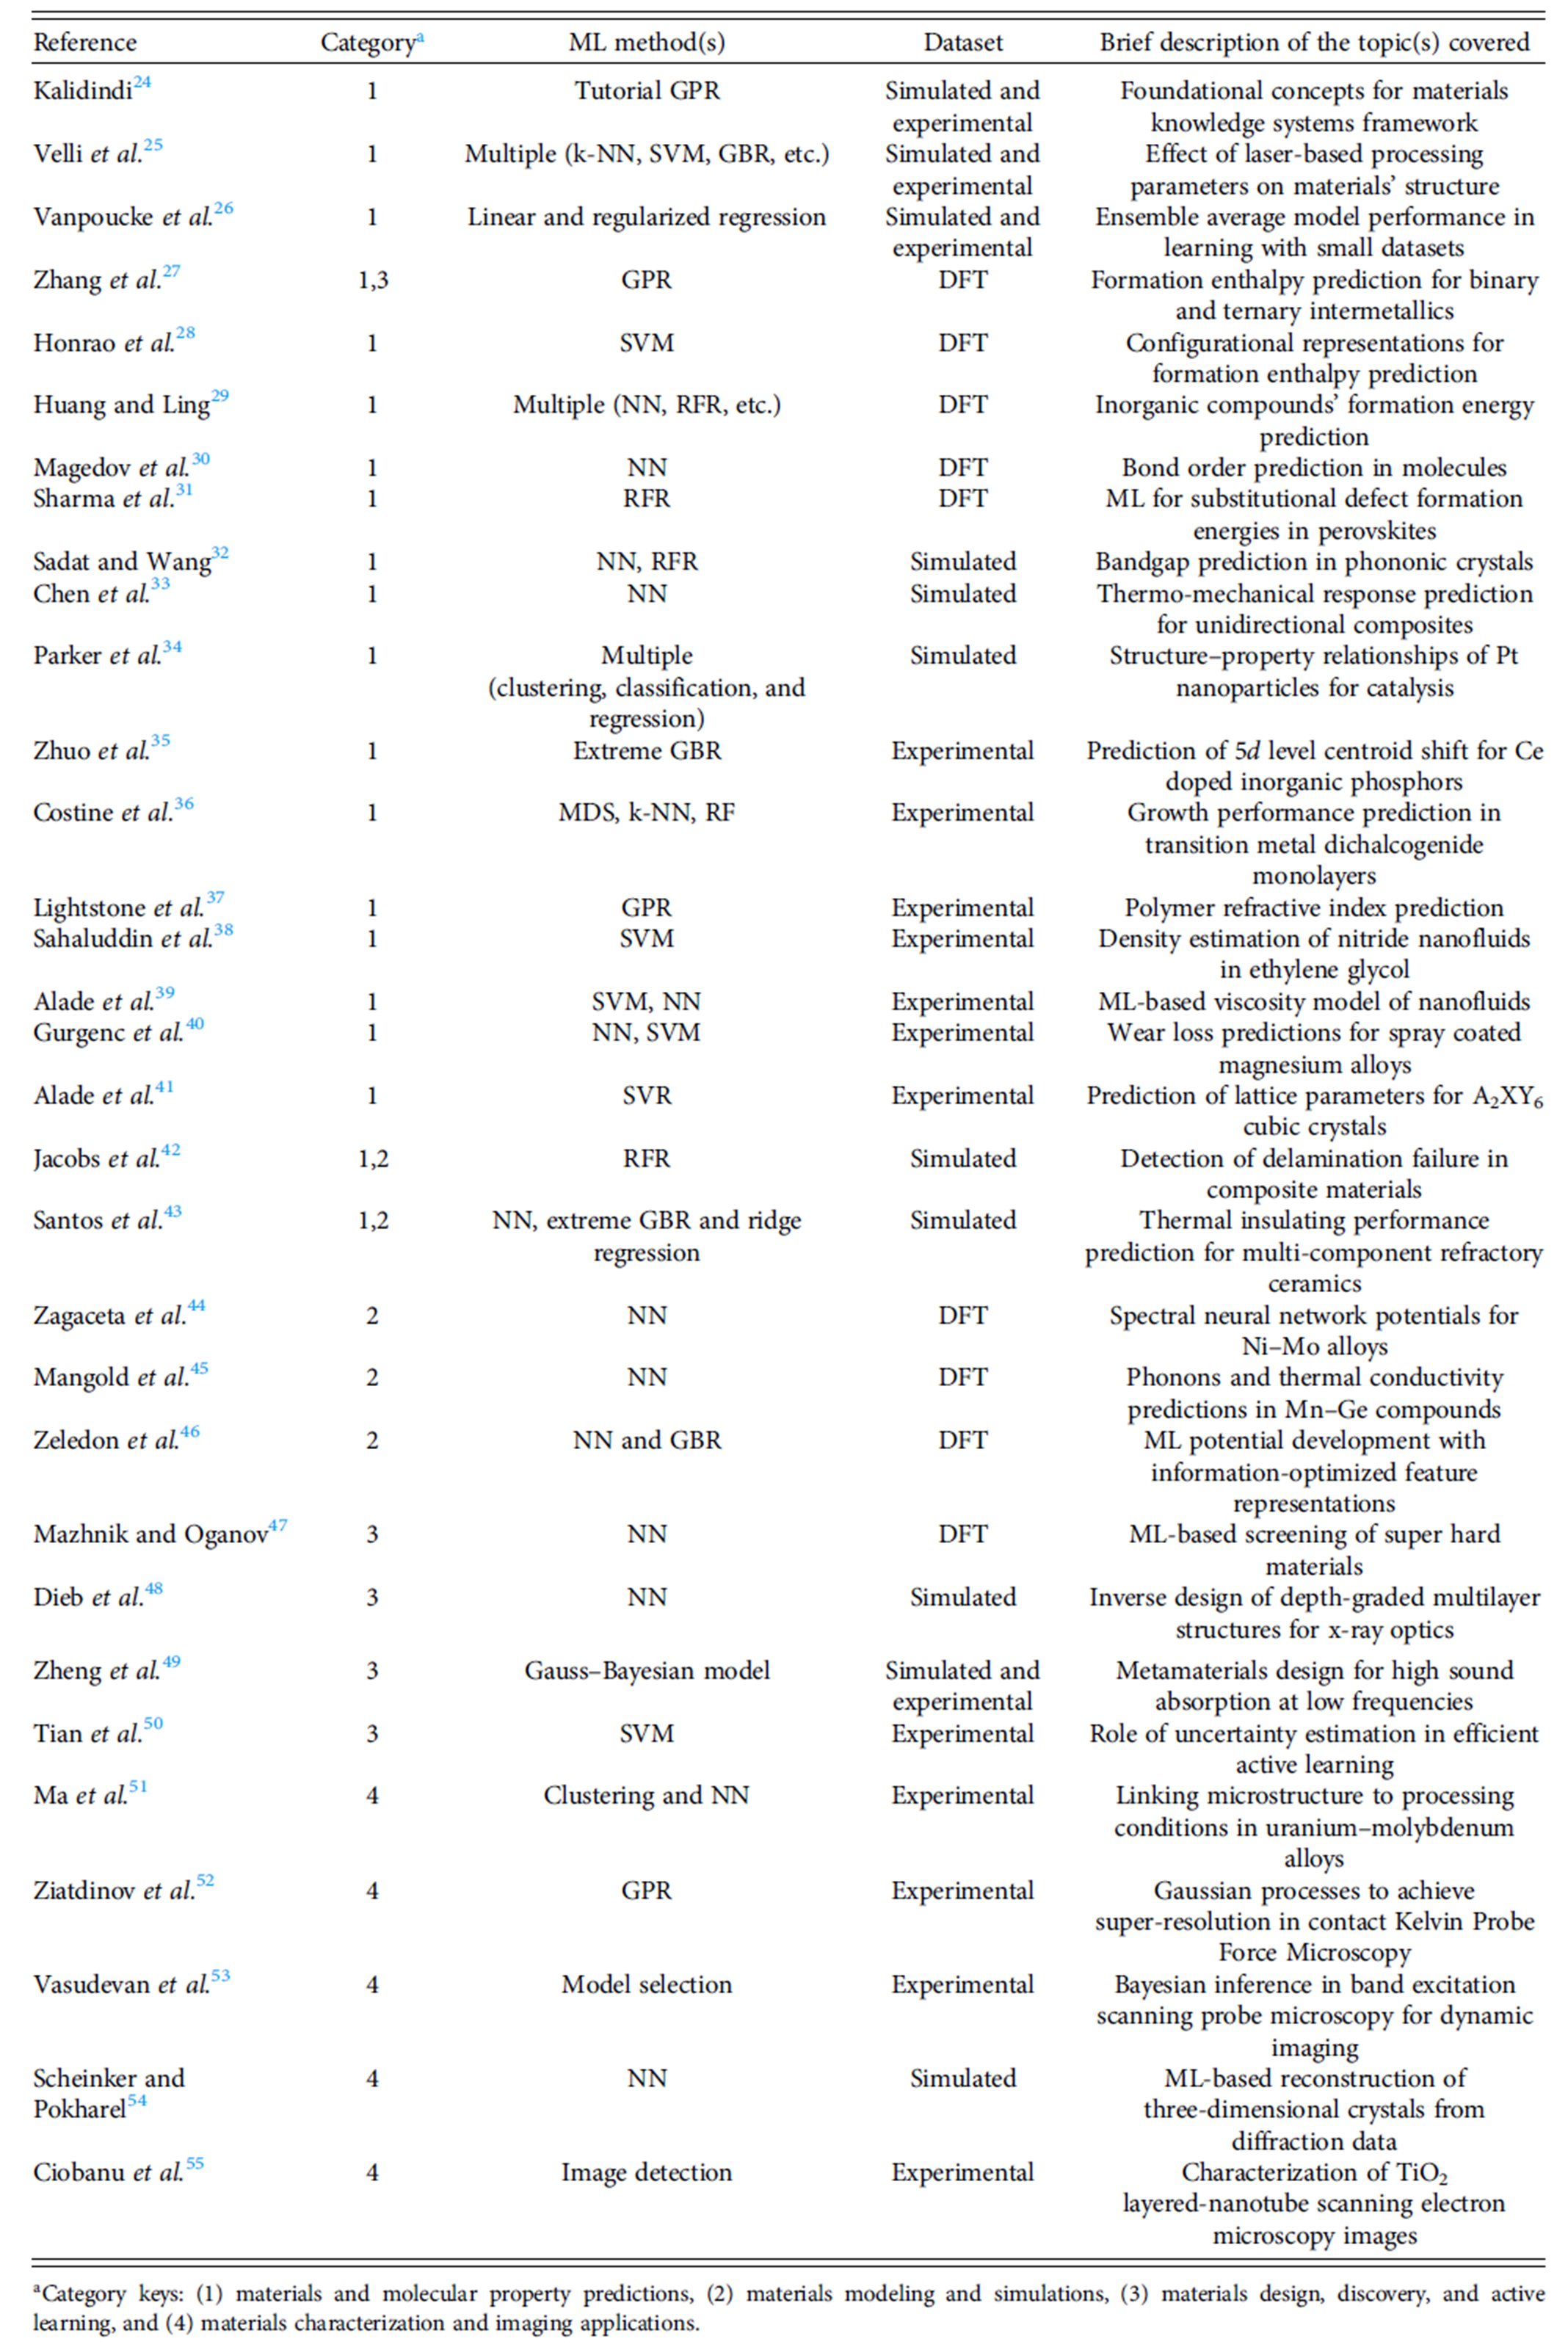 Reference Categoryᵃ ML method(s) Dataset Brief description of the topic(s) covered
Kalidindi²⁴ 1 Tutorial GPR Simulated and Foundational concepts for materials
experimental knowledge systems framework
Velli et al.²⁵ 1 Multiple (k-NN, SVM, GBR, etc.) Simulated and Effect of laser-based processing
experimental parameters on materials’ structure
Vanpoucke et al.²⁶ 1 Linear and regularized regression Simulated and Ensemble average model performance in
experimental learning with small datasets
Zhang et al.²⁷ 1,3 GPR DFT Formation enthalpy prediction for binary
and ternary intermetallics
Honrao et al.²⁸ 1 SVM DFT Configurational representations for
formation enthalpy prediction
Huang and Ling²⁹ 1 Multiple (NN, RFR, etc.) DFT Inorganic compounds’ formation energy
prediction
Magedov et al.³⁰ 1 NN DFT Bond order prediction in molecules
Sharma et al.³¹ 1 RFR DFT ML for substitutional defect formation
energies in perovskites
Sadat and Wang³² 1 NN, RFR Simulated Bandgap prediction in phononic crystals
Chen et al.³³ 1 NN Simulated Thermo-mechanical response prediction
for unidirectional composites
Parker et al.³⁴ 1 Multiple Simulated Structure–property relationships of Pt
(clustering, classification, and nanoparticles for catalysis
regression)
Zhuo et al.³⁵ 1 Extreme GBR Experimental Prediction of 5d level centroid shift for Ce
doped inorganic phosphors
Costine et al.³⁶ 1 MDS, k-NN, RF Experimental Growth performance prediction in
transition metal dichalcogenide
monolayers
Lightstone et al.³⁷ 1 GPR Experimental Polymer refractive index prediction
Sahaluddin et al.³⁸ 1 SVM Experimental Density estimation of nitride nanofluids
in ethylene glycol
Alade et al.³⁹ 1 SVM, NN Experimental ML-based viscosity model of nanofluids
Gurgenc et al.⁴⁰ 1 NN, SVM Experimental Wear loss predictions for spray coated
magnesium alloys
Alade et al.⁴¹ 1 SVR Experimental Prediction of lattice parameters for A₂XY₆
cubic crystals
Jacobs et al.⁴² 1,2 RFR Simulated Detection of delamination failure in
composite materials
Santos et al.⁴³ 1,2 NN, extreme GBR and ridge Simulated Thermal insulating performance
regression prediction for multi-component refractory
ceramics
Zagaceta et al.⁴⁴ 2 NN DFT Spectral neural network potentials for
Ni–Mo alloys
Mangold et al.⁴⁵ 2 NN DFT Phonons and thermal conductivity
predictions in Mn–Ge compounds
Zeledon et al.⁴⁶ 2 NN and GBR DFT ML potential development with
information-optimized feature
representations
Mazhnik and Oganov⁴⁷ 3 NN DFT ML-based screening of super hard
materials
Dieb et al.⁴⁸ 3 NN Simulated Inverse design of depth-graded multilayer
structures for x-ray optics
Zheng et al.⁴⁹ 3 Gauss–Bayesian model Simulated and Metamaterials design for high sound
experimental absorption at low frequencies
Tian et al.⁵⁰ 3 SVM Experimental Role of uncertainty estimation in efficient
active learning
Ma et al.⁵¹ 4 Clustering and NN Experimental Linking microstructure to processing
conditions in uranium–molybdenum
alloys
Ziatdinov et al.⁵² 4 GPR Experimental Gaussian processes to achieve
super-resolution in contact Kelvin Probe
Force Microscopy
Vasudevan et al.⁵³ 4 Model selection Experimental Bayesian inference in band excitation
scanning probe microscopy for dynamic
imaging
Scheinker and 4 NN Simulated ML-based reconstruction of
Pokharel⁵⁴ three-dimensional crystals from
diffraction data
Ciobanu et al.⁵⁵ 4 Image detection Experimental Characterization of TiO₂
layered-nanotube scanning electron
microscopy images
ᵃCategory keys: (1) materials and molecular property predictions, (2) materials modeling and simulations, (3) materials design, discovery, and active
learning, and (4) materials characterization and imaging applications.